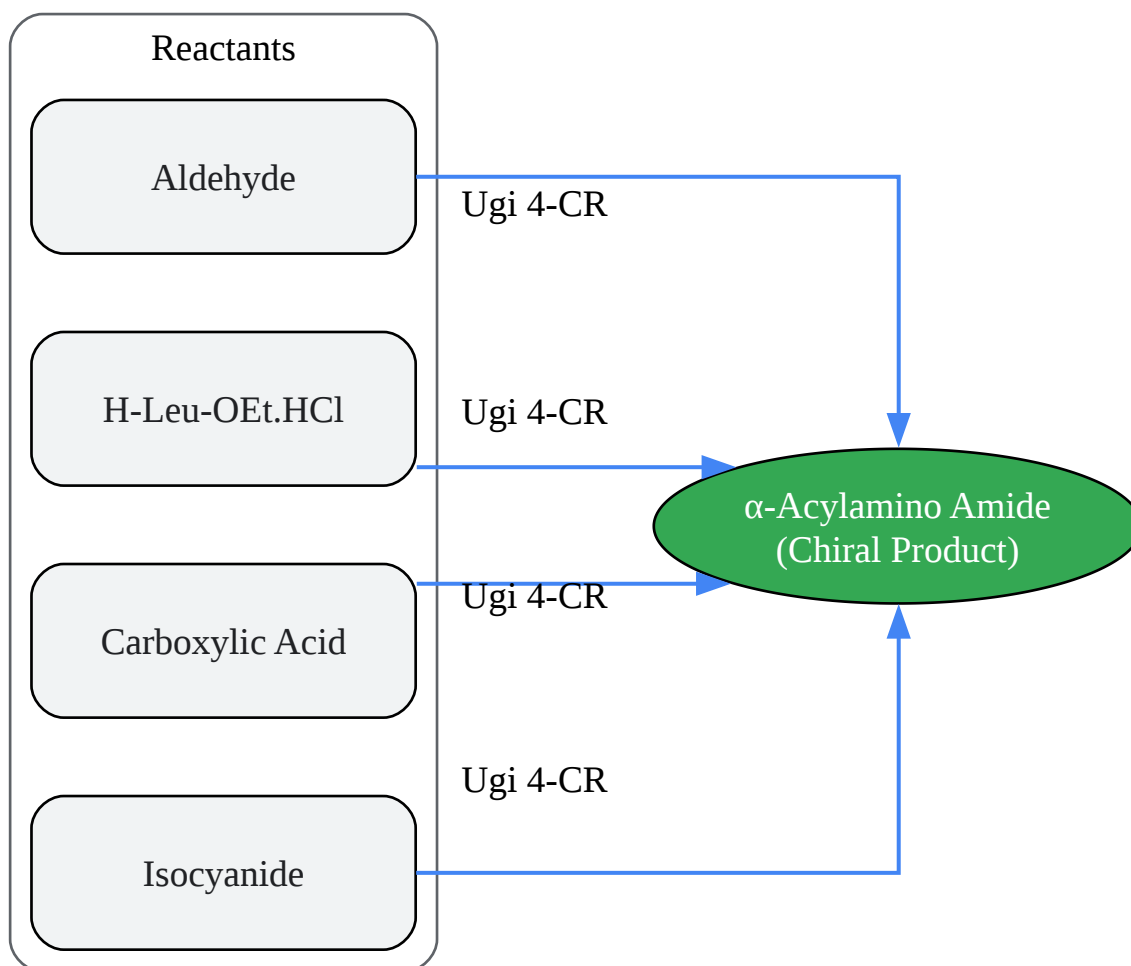 Reactants
Aldehyde
Ugi 4-CR
H-Leu-OEt.HCl
Ugi 4-CR
α-Acylamino Amide
(Chiral Product)
Ugi 4-CR
Carboxylic Acid
Ugi 4-CR
Isocyanide